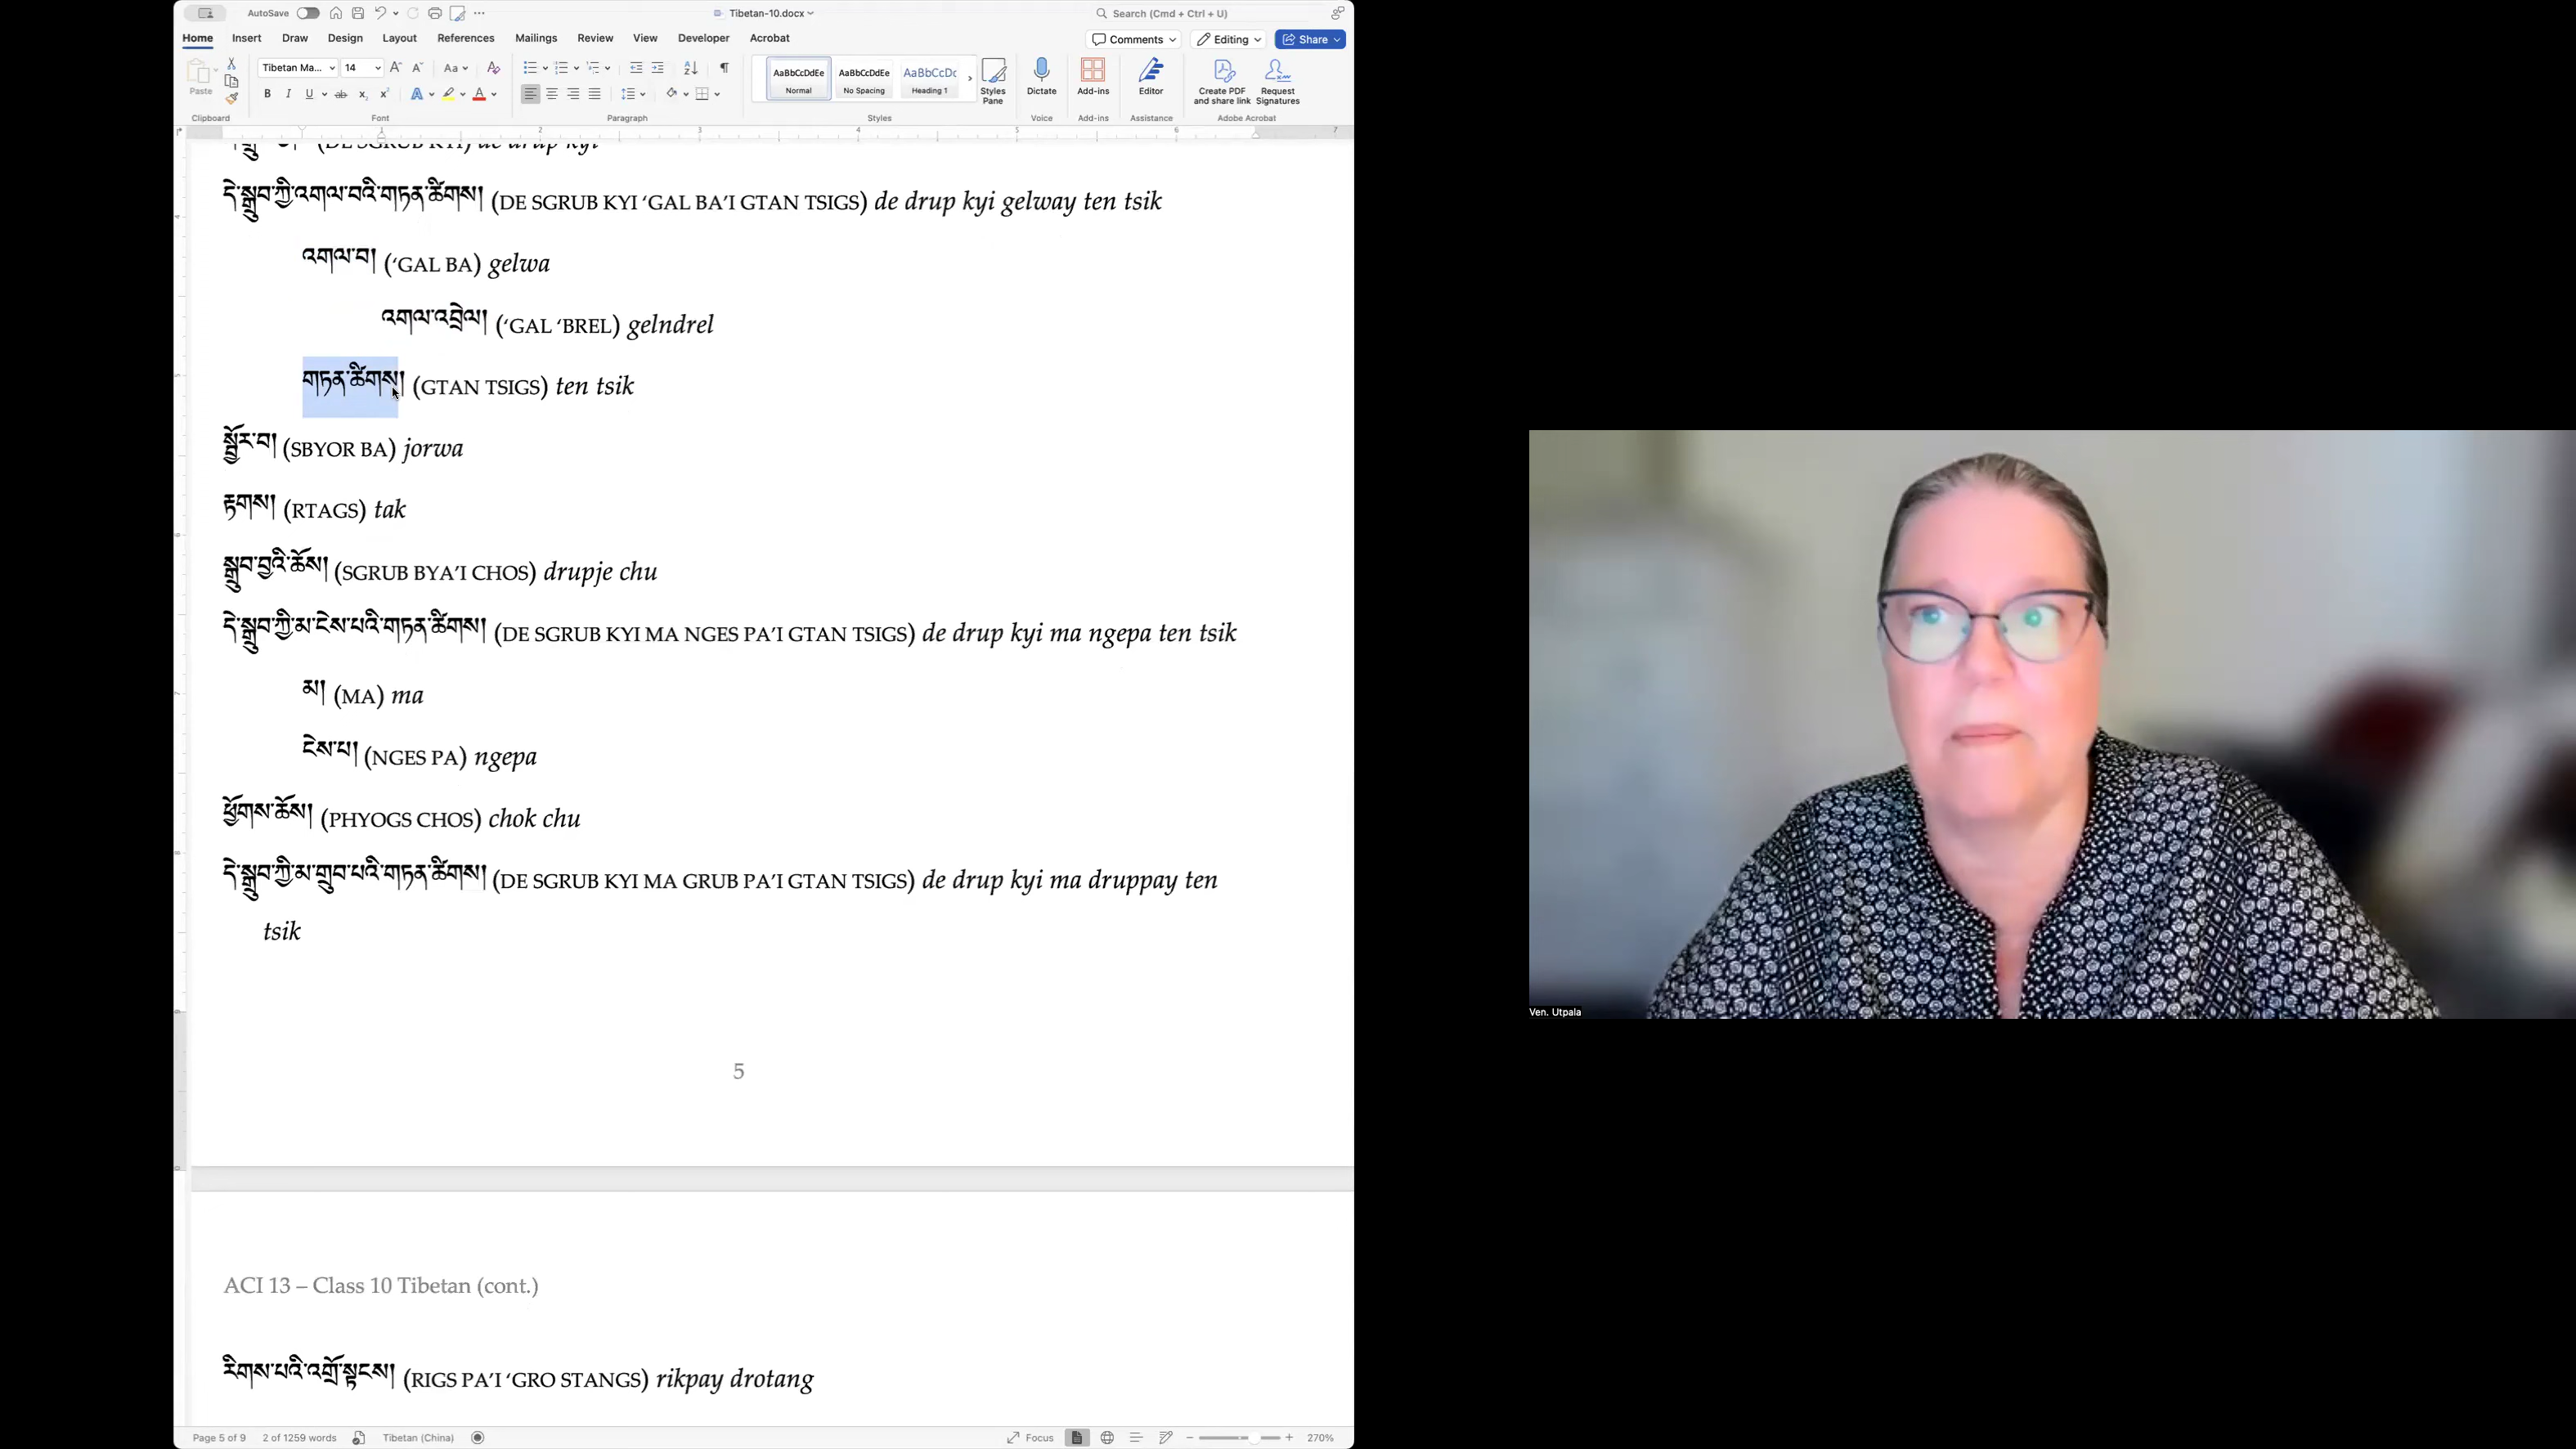 AutoSave
Tibetan-10.docx
Search (Cmd + Ctrl + U)
Home Insert Draw Design Layout References Mailings Review View Developer Acrobat
Comments Editing Share
Paste Tibetan Ma... 14 Aa
AaBbCcDdEe AaBbCcDdEe AaBbCcDc
Normal No Spacing Heading 1
Styles Pane Dictate Add-ins Editor Create PDF and share link Request Signatures
Clipboard Font Paragraph Styles Voice Add-ins Assistance Adobe Acrobat
(DE SGRUB KYI) de drup kyi
དེ་སྒྲུབ་ཀྱི་འགལ་བའི་གཏན་ཚིགས། (DE SGRUB KYI ‘GAL BA’I GTAN TSIGS) de drup kyi gelway ten tsik
འགལ་བ། (‘GAL BA) gelwa
འགལ་འབྲེལ། (‘GAL ‘BREL) gelndrel
གཏན་ཚིགས། (GTAN TSIGS) ten tsik
སྦྱོར་བ། (SBYOR BA) jorwa
རྟགས། (RTAGS) tak
སྒྲུབ་བྱའི་ཆོས། (SGRUB BYA’I CHOS) drupje chu
དེ་སྒྲུབ་ཀྱི་མ་ངེས་པའི་གཏན་ཚིགས། (DE SGRUB KYI MA NGES PA’I GTAN TSIGS) de drup kyi ma ngepa ten tsik
མ། (MA) ma
ངེས་པ། (NGES PA) ngepa
ཕྱོགས་ཆོས། (PHYOGS CHOS) chok chu
དེ་སྒྲུབ་ཀྱི་མ་གྲུབ་པའི་གཏན་ཚིགས། (DE SGRUB KYI MA GRUB PA’I GTAN TSIGS) de drup kyi ma druppay ten
tsik
5
ACI 13 – Class 10 Tibetan (cont.)
རིགས་པའི་འགྲོ་སྟངས། (RIGS PA’I ‘GRO STANGS) rikpay drotang
Page 5 of 9 2 of 1259 words Tibetan (China) Focus 270%
Ven. Utpala